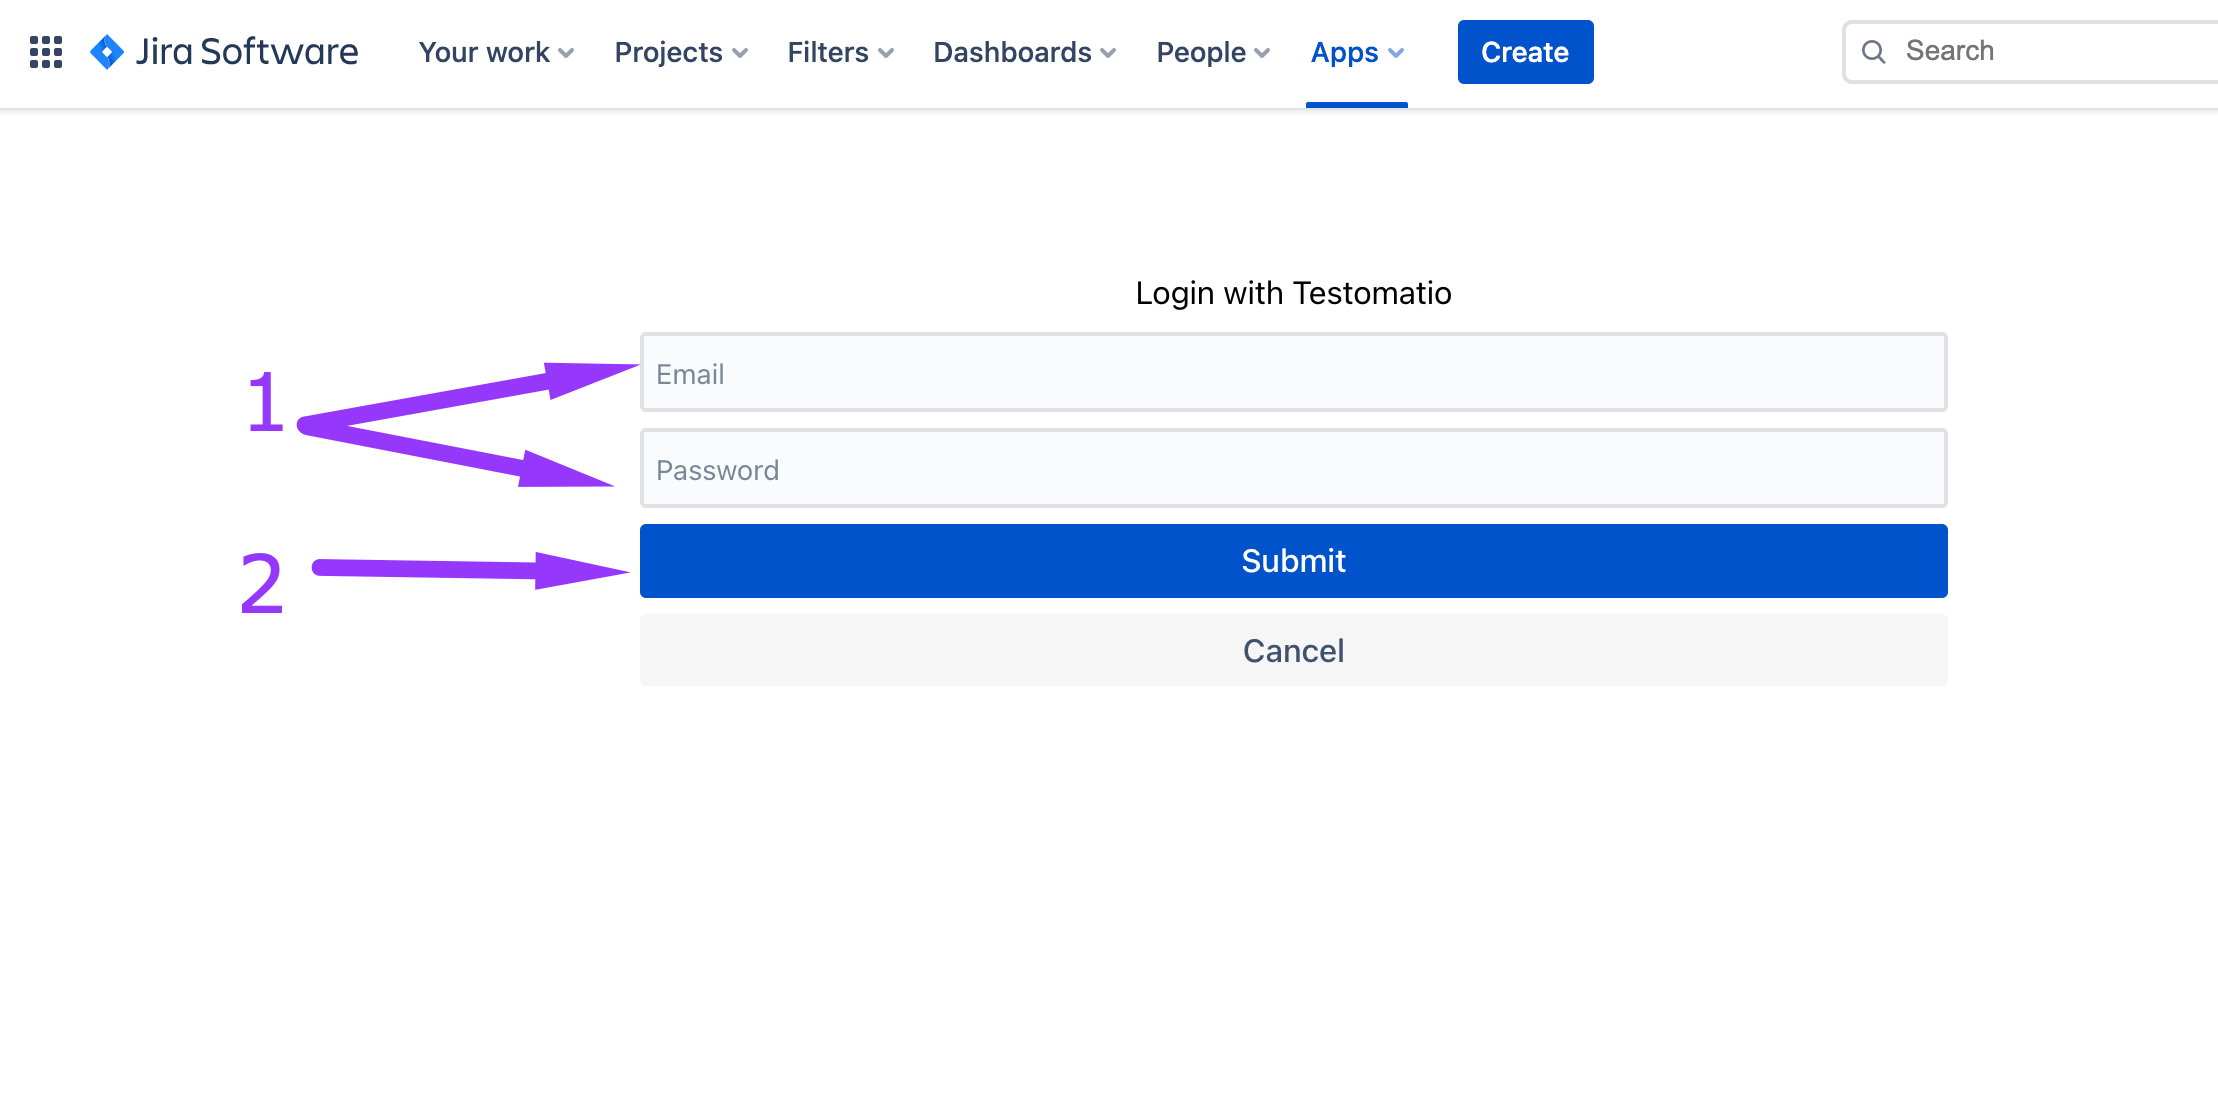 Jira Software Your work Projects Filters Dashboards People Apps Create Search
Login with Testomatio
1 Email
Password
2 Submit
Cancel